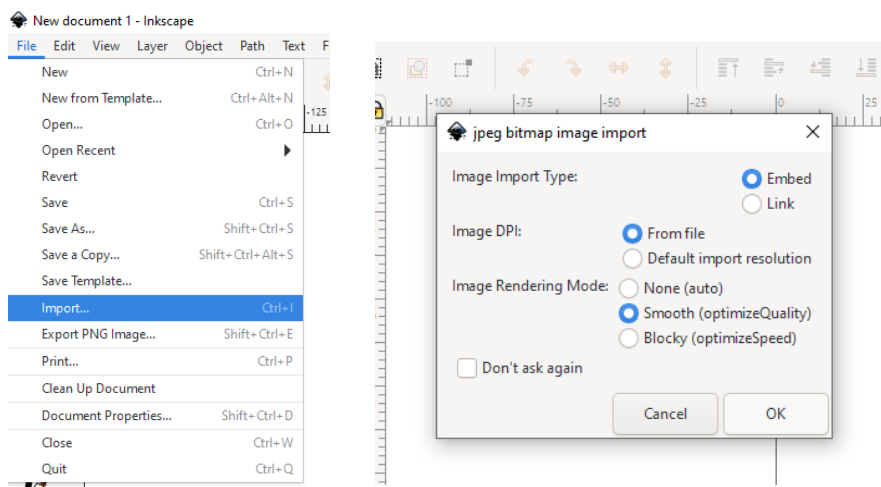 New document 1 - Inkscape
File Edit View Layer Object Path Text F
New Ctrl+N
New from Template... Ctrl+Alt+N
Open... Ctrl+O
Open Recent
Revert
Save Ctrl+S
Save As... Shift+Ctrl+S
Save a Copy... Shift+Ctrl+Alt+S
Save Template...
Import... Ctrl+I
Export PNG Image... Shift+Ctrl+E
Print... Ctrl+P
Clean Up Document
Document Properties... Shift+Ctrl+D
Close Ctrl+W
Quit Ctrl+Q
-125
-100 -75 -50 -25 0 25
jpeg bitmap image import
Image Import Type: Embed
Link
Image DPI: From file
Default import resolution
Image Rendering Mode: None (auto)
Smooth (optimizeQuality)
Blocky (optimizeSpeed)
Don't ask again
Cancel OK